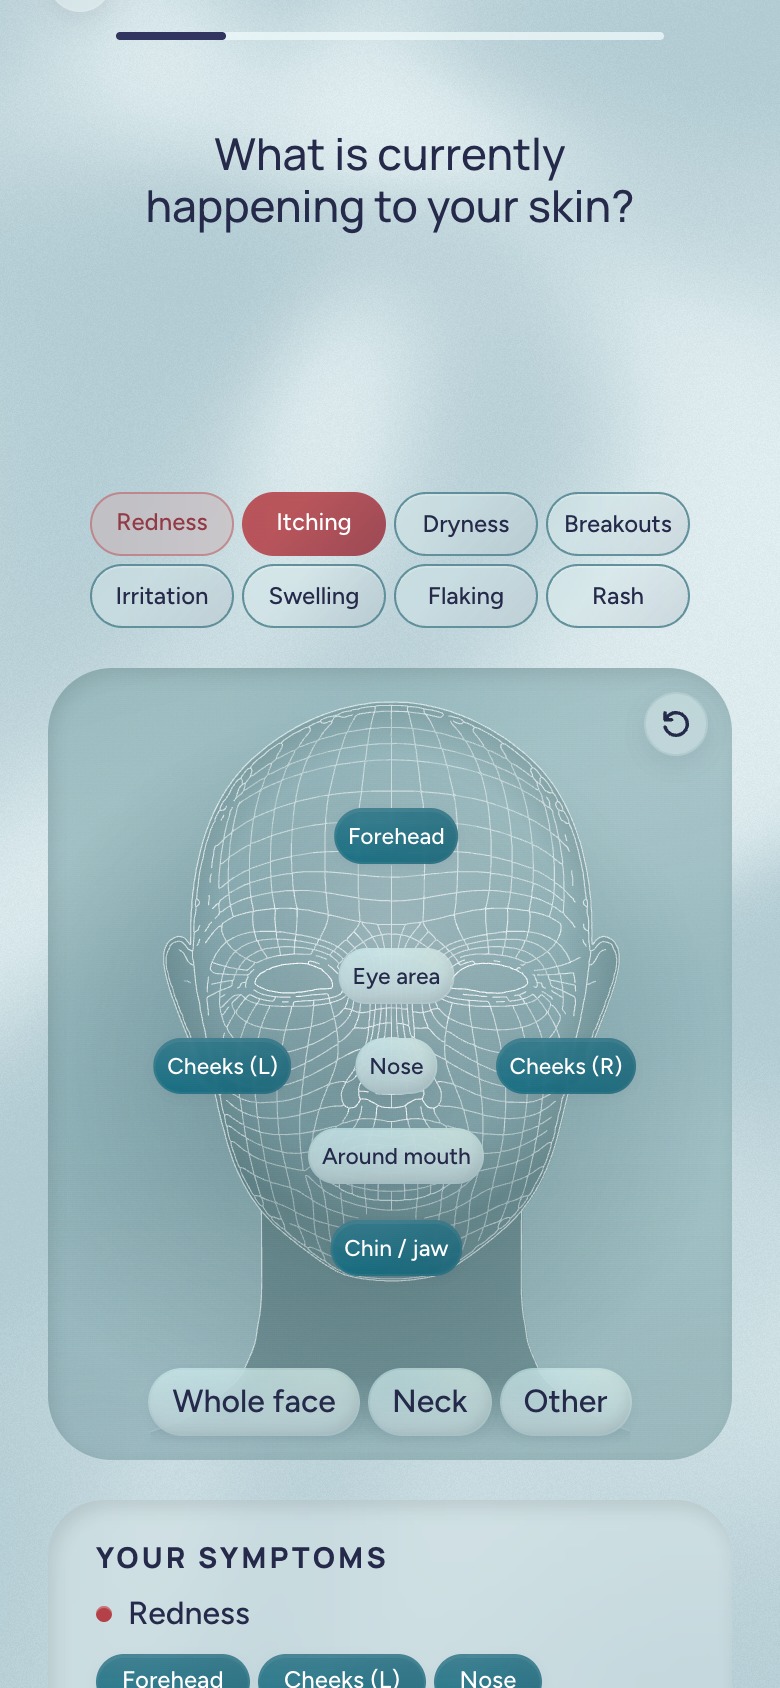 What is currently
happening to your skin?
Redness Itching Dryness Breakouts
Irritation Swelling Flaking Rash
Forehead
Eye area
Cheeks (L) Nose Cheeks (R)
Around mouth
Chin / jaw
Whole face Neck Other
YOUR SYMPTOMS
Redness
Forehead Cheeks (L) Nose